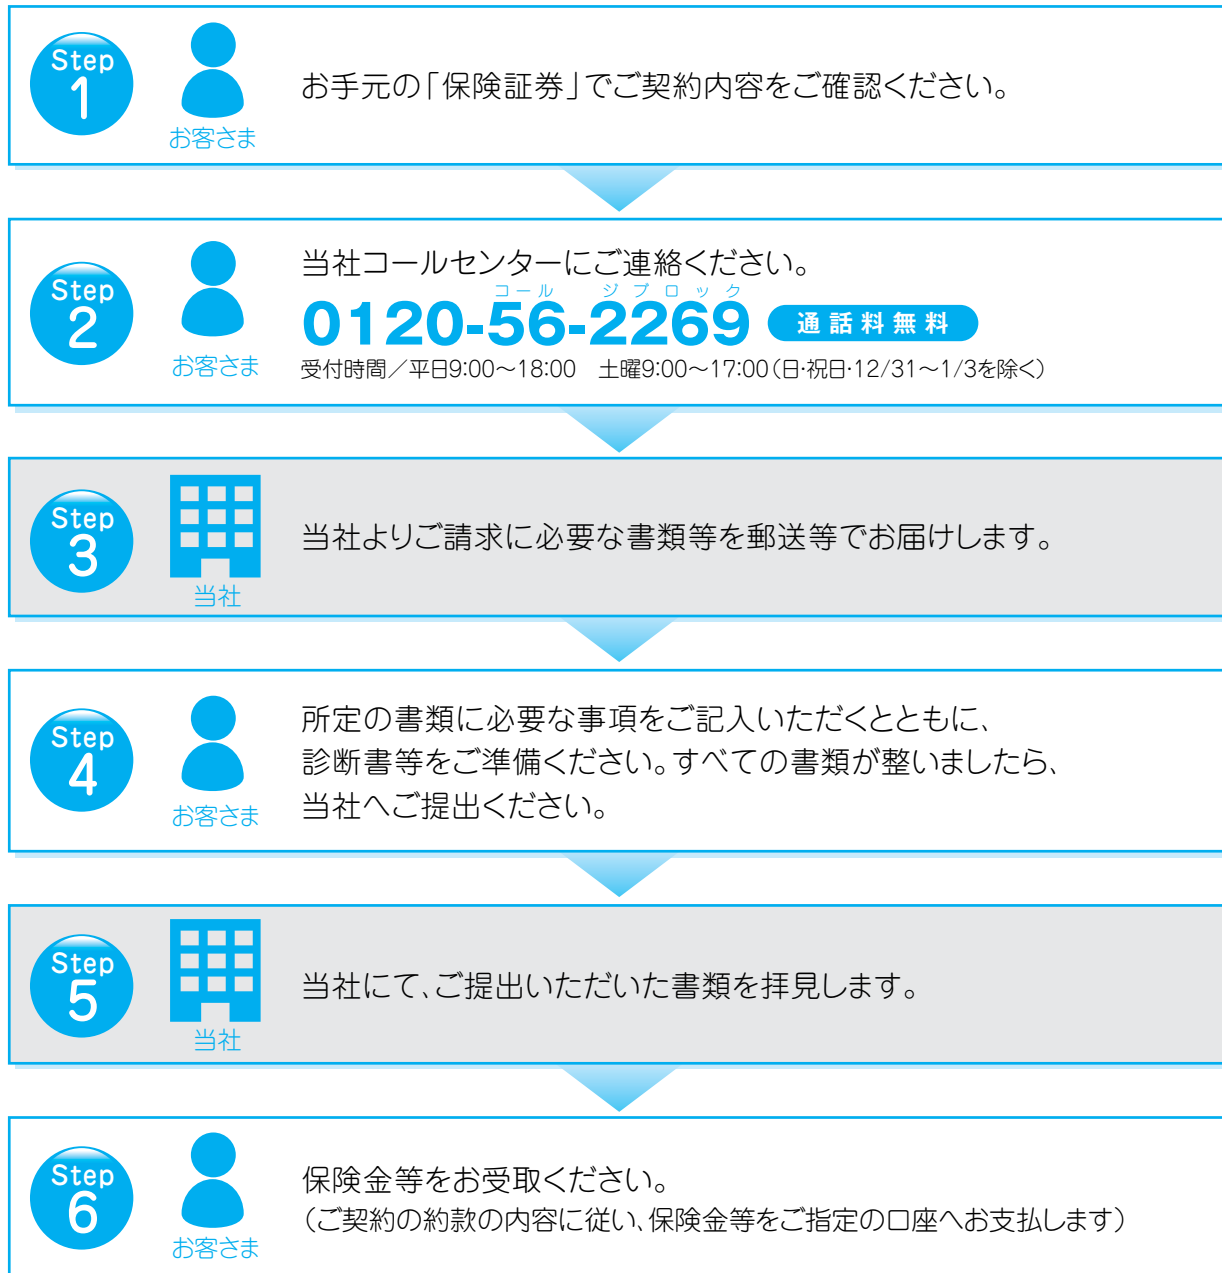 Step
1
お客さま
お手元の「保険証券」でご契約内容をご確認ください。
Step
2
お客さま
当社コールセンターにご連絡ください。
コール ジブロック
0120-56-2269 通話料無料
受付時間／平日9:00〜18:00　土曜9:00〜17:00（日・祝日・12/31〜1/3を除く）
Step
3
当社
当社よりご請求に必要な書類等を郵送等でお届けします。
Step
4
お客さま
所定の書類に必要な事項をご記入いただくとともに、
診断書等をご準備ください。すべての書類が整いましたら、
当社へご提出ください。
Step
5
当社
当社にて、ご提出いただいた書類を拝見します。
Step
6
お客さま
保険金等をお受取ください。
（ご契約の約款の内容に従い、保険金等をご指定の口座へお支払します）